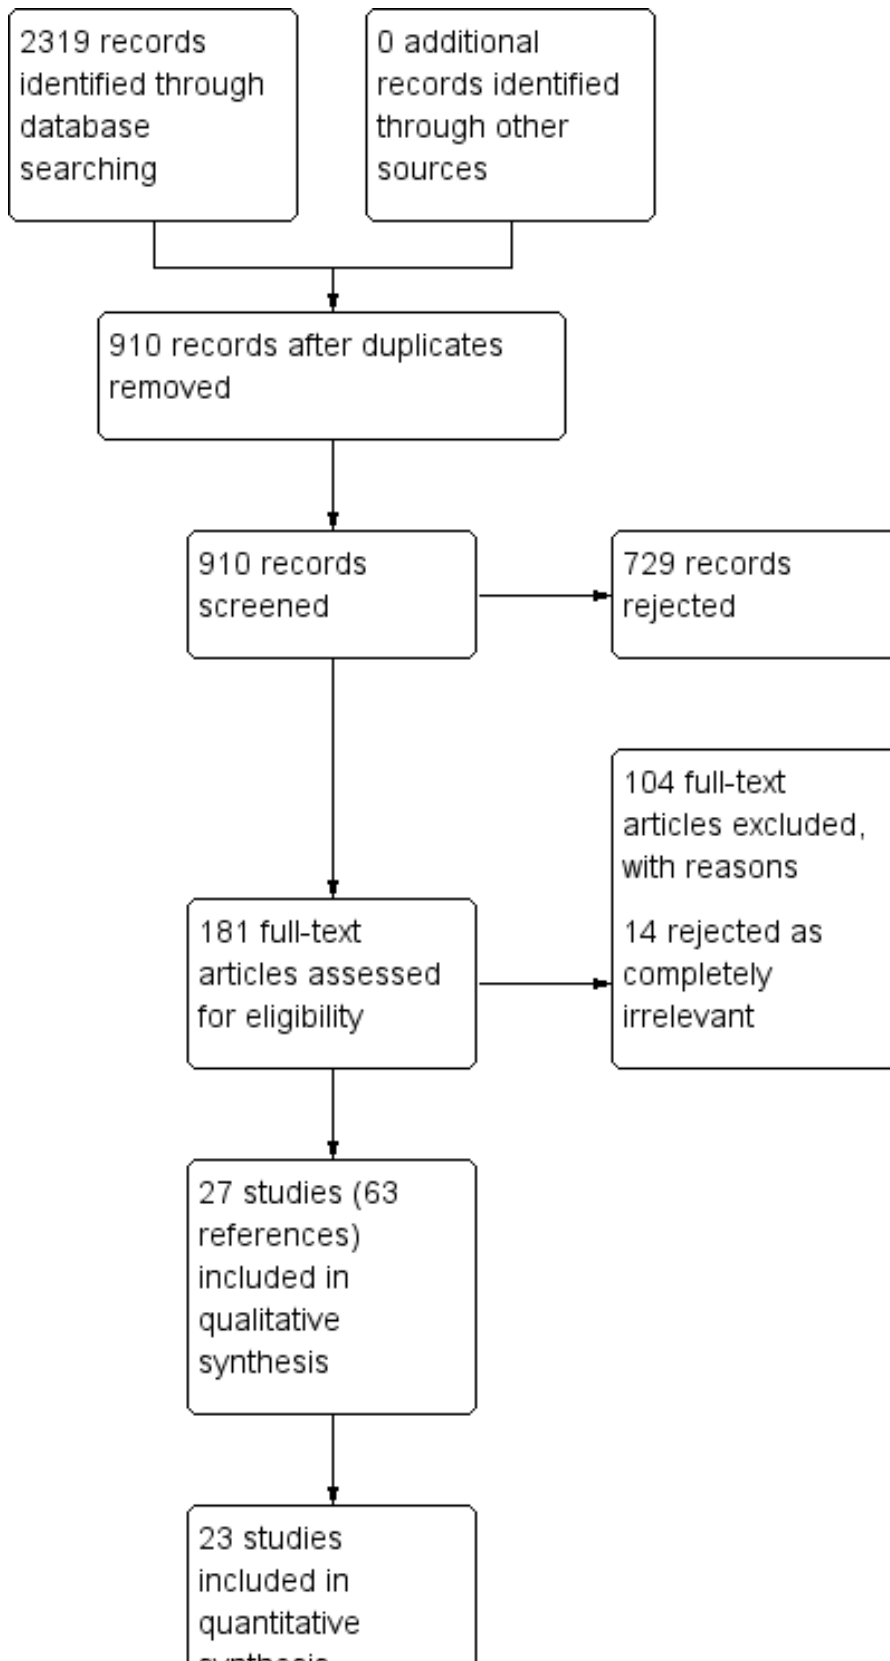 2319 records
identified through
database
searching
0 additional
records identified
through other
sources
910 records after duplicates
removed
910 records
screened
729 records
rejected
104 full-text
articles excluded,
with reasons
14 rejected as
completely
irrelevant
181 full-text
articles assessed
for eligibility
27 studies (63
references)
included in
qualitative
synthesis
23 studies
included in
quantitative